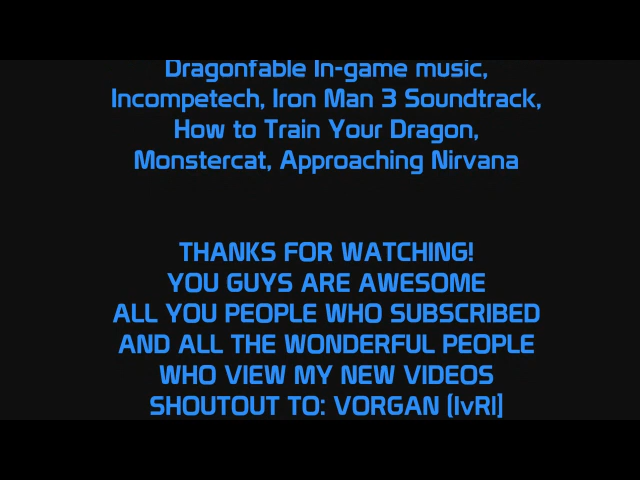 Dragonfable In-game music,
Incompetech, Iron Man 3 Soundtrack,
How to Train Your Dragon,
Monstercat, Approaching Nirvana
THANKS FOR WATCHING!
YOU GUYS ARE AWESOME
ALL YOU PEOPLE WHO SUBSCRIBED
AND ALL THE WONDERFUL PEOPLE
WHO VIEW MY NEW VIDEOS
SHOUTOUT TO: VORGAN [IvRI]